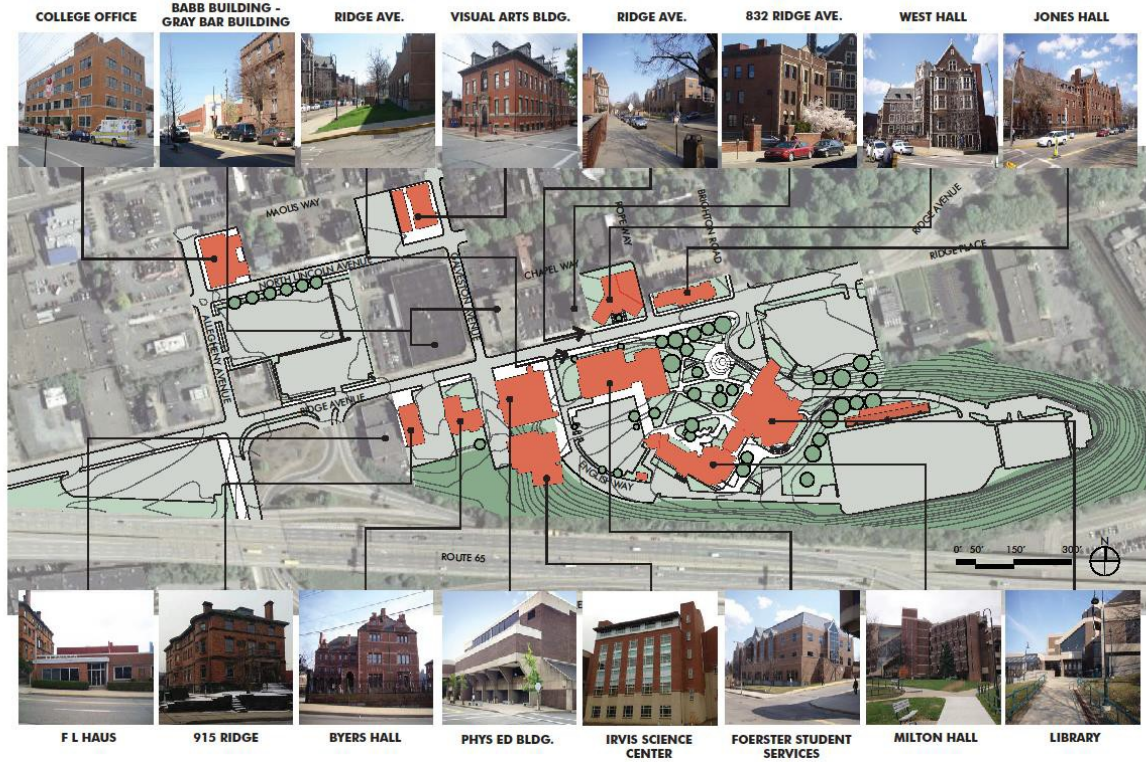 COLLEGE OFFICE
BABB BUILDING -
GRAY BAR BUILDING
RIDGE AVE.
VISUAL ARTS BLDG.
RIDGE AVE.
832 RIDGE AVE.
WEST HALL
JONES HALL
MAOLIS WAY
NORTH LINCOLN AVENUE
ALLEGHENY AVENUE
GALVESTON AVENUE
CHAPEL WAY
ROPE WAY
BRIGHTON ROAD
RIDGE AVENUE
RIDGE PLACE
RIDGE AVENUE
ENGLISH WAY
ROUTE 65
0' 50' 150' 300'
N
F L HAUS
915 RIDGE
BYERS HALL
PHYS ED BLDG.
IRVIS SCIENCE
CENTER
FOERSTER STUDENT
SERVICES
MILTON HALL
LIBRARY